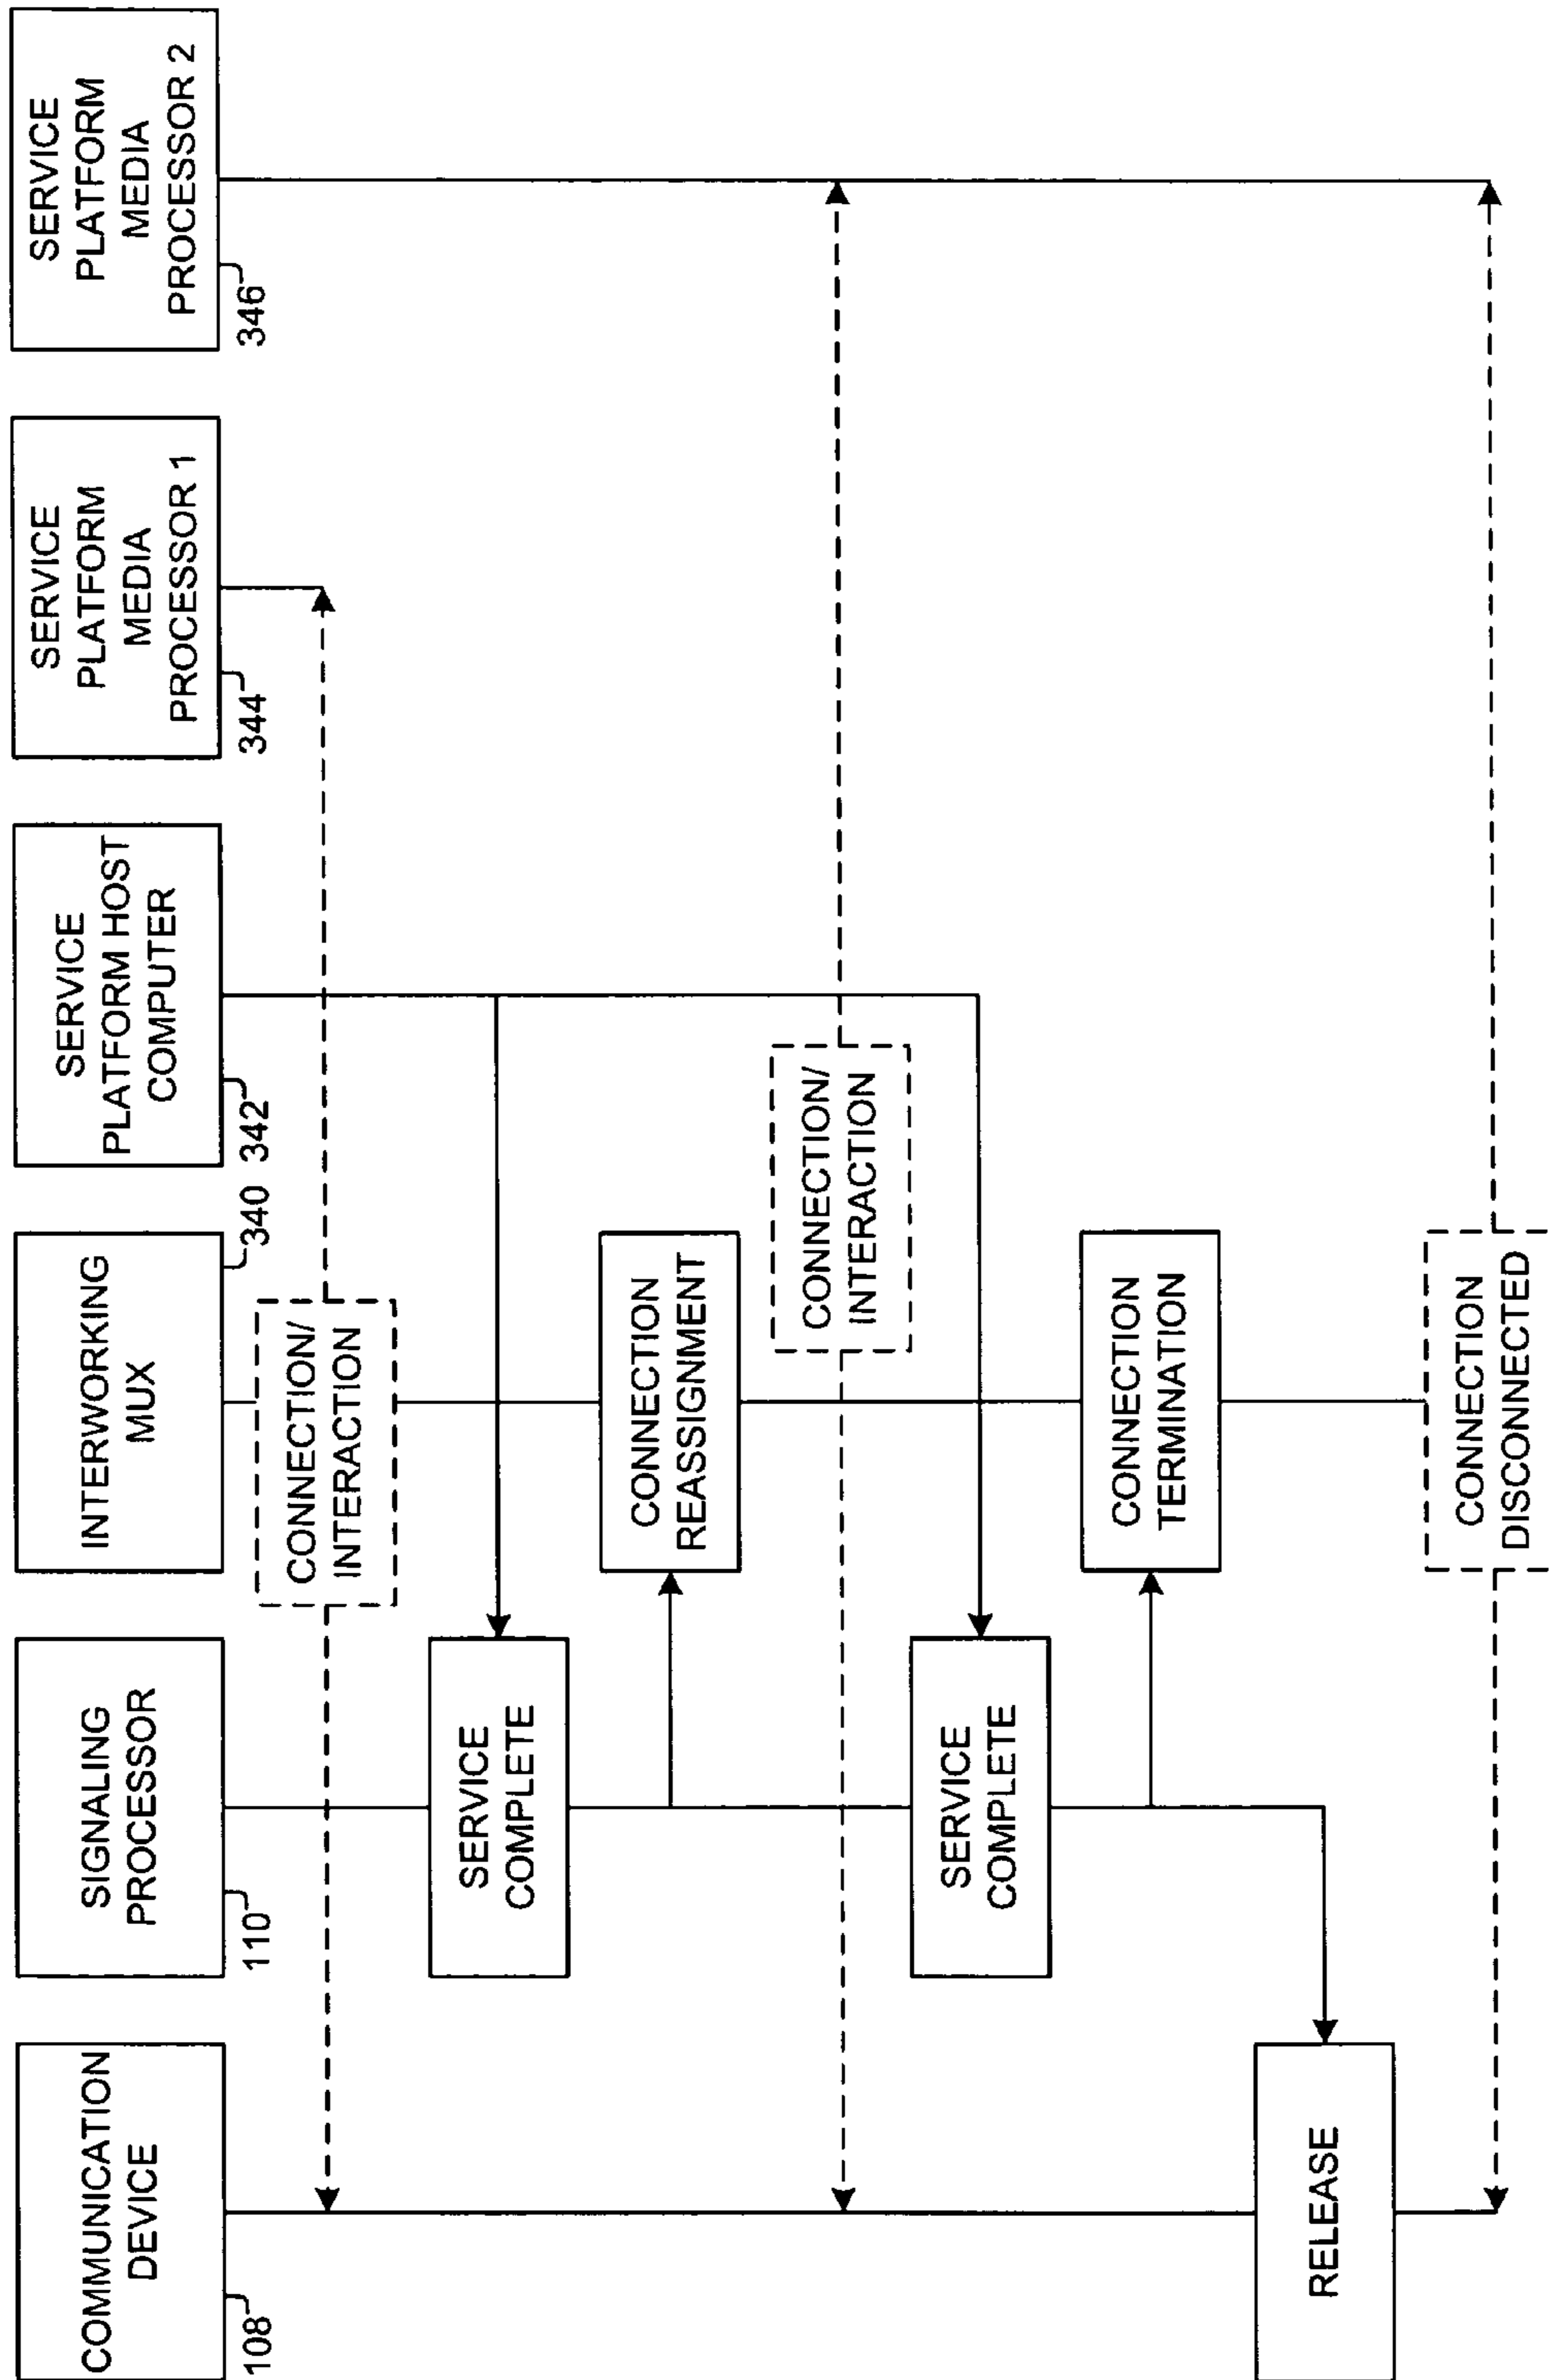 COMMUNICATION
DEVICE
108
SIGNALING
PROCESSOR
110
INTERWORKING
MUX
340
SERVICE
PLATFORM HOST
COMPUTER
342
SERVICE
PLATFORM
MEDIA
PROCESSOR 1
344
SERVICE
PLATFORM
MEDIA
PROCESSOR 2
346
CONNECTION/
INTERACTION
SERVICE
COMPLETE
CONNECTION
REASSIGNMENT
CONNECTION/
INTERACTION
SERVICE
COMPLETE
CONNECTION
TERMINATION
RELEASE
CONNECTION
DISCONNECTED